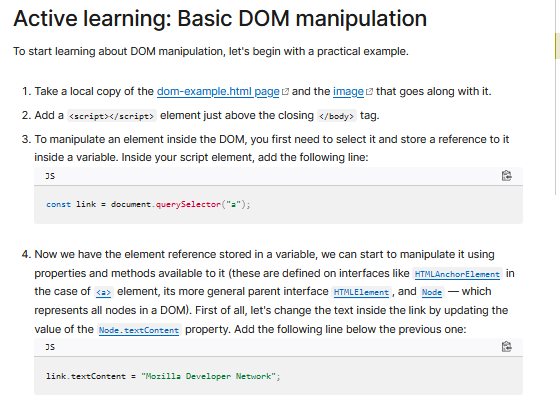 Active learning: Basic DOM manipulation
To start learning about DOM manipulation, let's begin with a practical example.
1. Take a local copy of the dom-example.html page and the image that goes along with it.
2. Add a <script></script> element just above the closing </body> tag.
3. To manipulate an element inside the DOM, you first need to select it and store a reference to it
inside a variable. Inside your script element, add the following line:
JS
const link = document.querySelector("a");
4. Now we have the element reference stored in a variable, we can start to manipulate it using
properties and methods available to it (these are defined on interfaces like HTMLAnchorElement in
the case of <a> element, its more general parent interface HTMLElement , and Node — which
represents all nodes in a DOM). First of all, let's change the text inside the link by updating the
value of the Node.textContent property. Add the following line below the previous one:
JS
link.textContent = "Mozilla Developer Network";